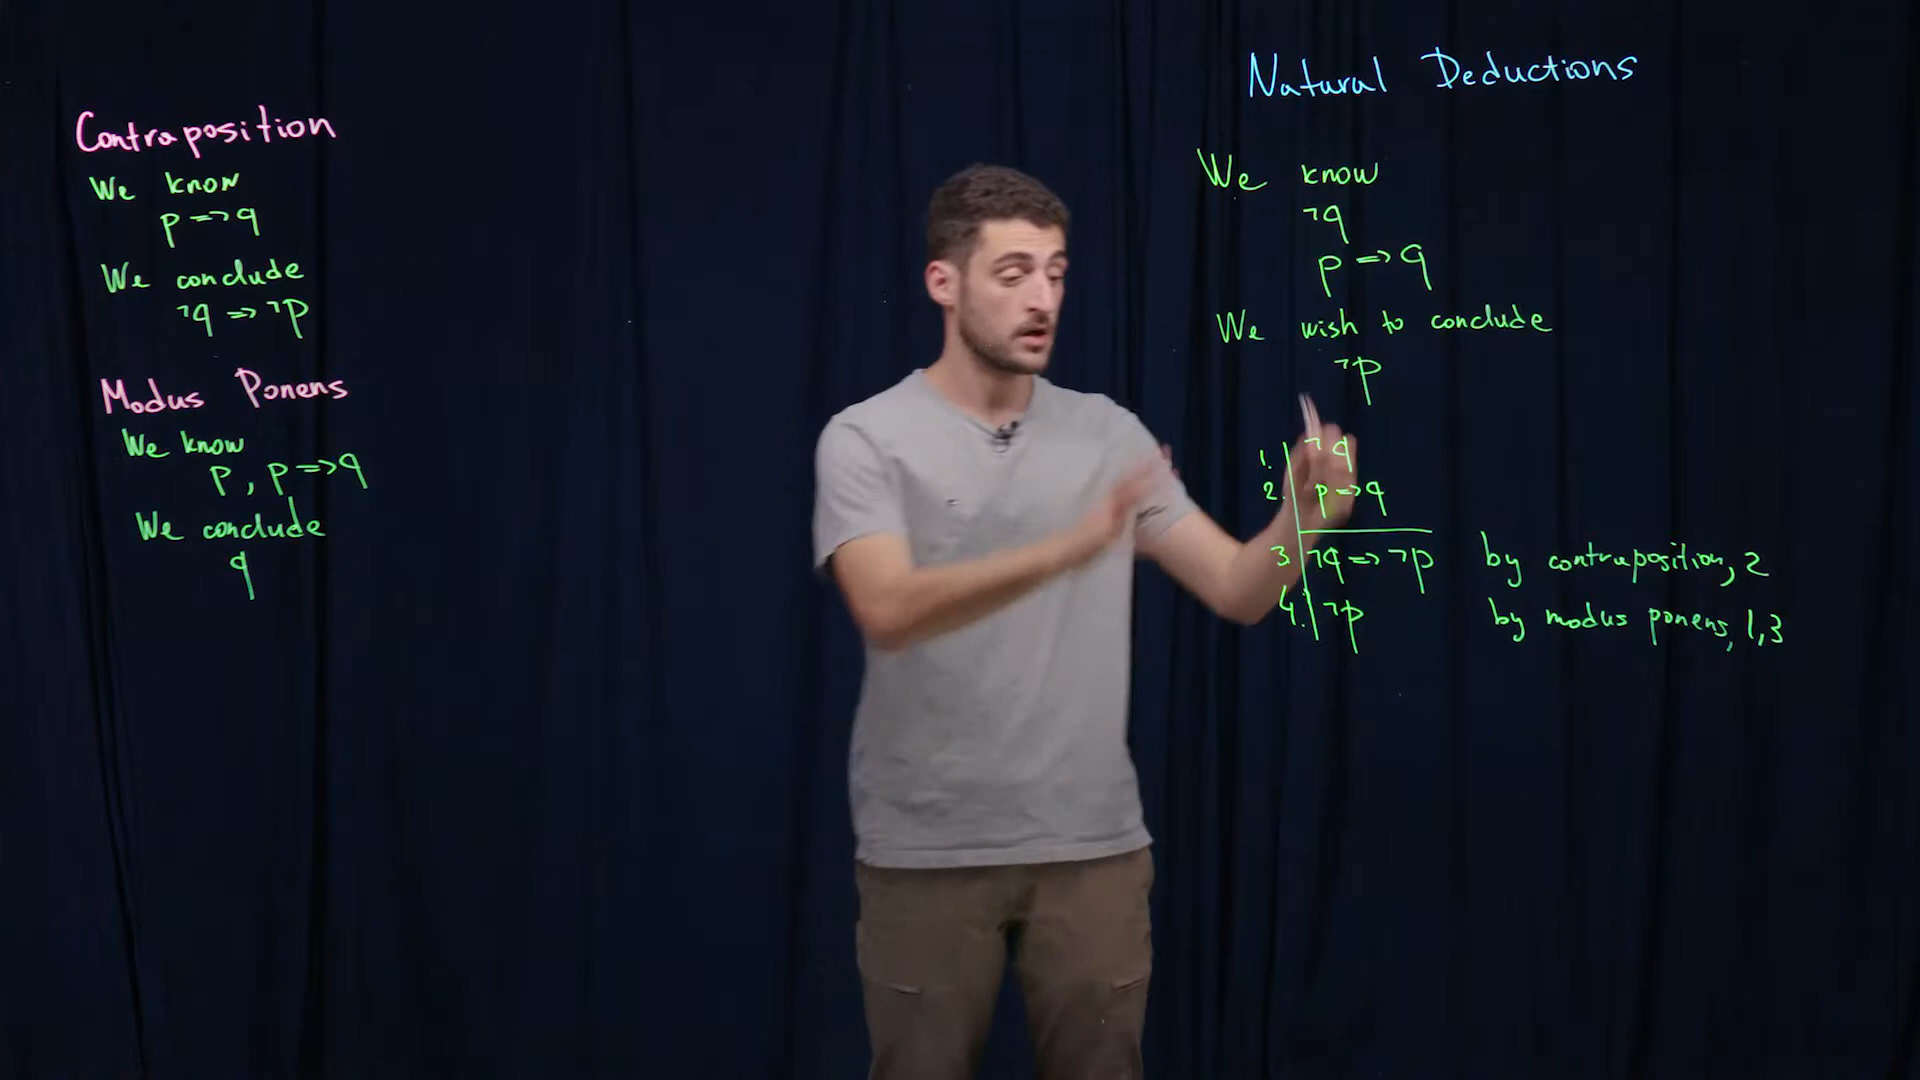 Contraposition
We know
p => q
We conclude
¬q => ¬p
Modus Ponens
We know
p, p => q
We conclude
q
Natural Deductions
We know
¬q
p => q
We wish to conclude
¬p
1. ¬q
2. p => q
3. ¬q => ¬p by contraposition, 2
4. ¬p by modus ponens, 1,3